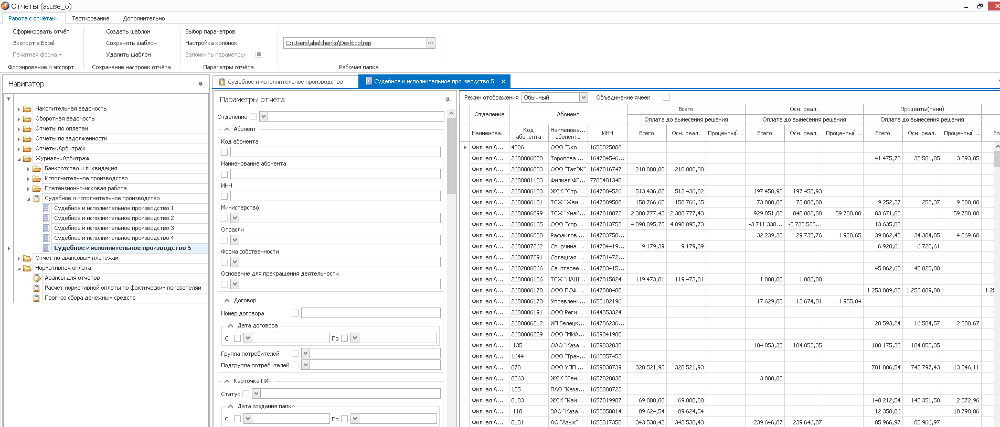 Отчёты (asuse_o)
Работа с отчётами Тестирование Дополнительно
Сформировать отчёт Создать шаблон Выбор параметров
Экспорт в Excel Сохранить шаблон Настройка колонок C:\Users\abelchenko\Desktop\rep
Печатная форма Удалить шаблон Запомнить параметры
Формирование и экспорт Сохранение настроек отчёта Параметры отчёта Рабочая папка
Навигатор
Накопительная ведомость
Оборотная ведомость
Отчеты по оплатам
Отчеты по задолженности
Отчёты.Арбитраж
Журналы.Арбитраж
Банкротство и ликвидация
Исполнительное производство
Претензионно-исковая работа
Судебное и исполнительное производство
Судебное и исполнительное производство 1
Судебное и исполнительное производство 2
Судебное и исполнительное производство 3
Судебное и исполнительное производство 4
Судебное и исполнительное производство 5
Отчет по авансовым платежам
Нормативная оплата
Авансы для отчетов
Расчет нормативной оплаты по фактическим показателям
Прогноз сбора денежных средств
Судебное и исполнительное производство Судебное и исполнительное производство 5
Параметры отчёта
Отделение
Абонент
Код абонента
Наименование абонента
ИНН
Министерство
Отрасли
Форма собственности
Основание для прекращения деятельности
Договор
Номер договора
Дата договора
С По
Группа потребителей
Подгруппа потребителей
Карточка ПИР
Статус
Дата создания папки
С По
Режим отображения Обычный Объединение ячеек
Отделение Абонент Всего Осн. реал. Проценты(пени)
Оплата до вынесения решения Оплата до вынесения решения Оплата до вынесения решения
Наименова... Код абонента Наименова... абонента ИНН Всего Осн. реал. Проценты(... Всего Осн. реал. Проценты(... Всего Осн. реал. Проценты(... Вс
Филиал А... 4006 ООО "Эко... 1658025888
Филиал А... 2600006020 Торопова ... 164704546... 41 475,70 35 581,85 3 893,85
Филиал А... 2600006083 ООО "ТатЭК" 1647016747 210 000,00 210 000,00
Филиал А... 2600001103 Филиал ФГ... 7705401340
Филиал А... 2600006103 ЖСК "Стр... 1647004526 513 436,82 513 436,82 197 450,93 197 450,93
Филиал А... 2600006101 ТСЖ "Жем... 1647009588 158 766,65 158 766,65 73 000,00 73 000,00 9 252,37 252,37 9 000,00
Филиал А... 2600006099 ТСЖ "Унай... 1647010872 2 308 777,43 2 308 777,43 929 051,80 840 000,00 59 780,80 83 671,80 59 780,80
Филиал А... 2600006105 ООО "Упр... 1647013753 4 090 895,73 4 090 895,73 -3 711 338... -3 738 525... 13 635,00
Филиал А... 2600006080 Рафаилов ... 164703750... 32 239,38 29 735,76 1 928,65 39 862,45 34 304,85 4 869,60
Филиал А... 2600007262 Спирчина ... 164704419... 9 179,39 9 179,39 6 920,61 6 720,61
Филиал А... 2600007291 Солецкая ... 164701472...
Филиал А... 2602006066 Саитгарее... 164703415... 45 862,68 45 025,08
Филиал А... 2600006106 ТСЖ "НАШ... 1647015824 119 473,81 119 473,81 1 000,00 1 000,00
Филиал А... 2600006170 ООО ПСФ ... 1647000480 1 253 809,08 1 253 809,08 1 25
Филиал А... 2600006173 Управлени... 1655102196 17 629,85 13 674,01 1 955,84
Филиал А... 2600006191 ООО Реги... 1644053324
Филиал А... 2600006212 ИП Белецк... 164706236... 20 593,24 16 584,57 2 008,67
Филиал А... 2600006229 ООО "МИА... 1639041980
Филиал А... 135 ОАО "Каза... 1659032038 104 053,35 104 053,35 108 175,35 104 053,35
Филиал А... 1644 ООО "Тран... 1660057453
Филиал А... 078 ООО УПП ... 1659030739 328 521,93 328 521,93 781 806,54 743 797,43 13 246,11
Филиал А... 0063 ЖСК "Лен... 1657020830 3 000,00
Филиал А... 185 ПАО "Каза... 1658008723
Филиал А... 0103 ЖСК "Кам... 1657019987 69 000,00 69 000,00 148 212,54 140 351,58 2 572,96
Филиал А... 110 ЗАО "Каза... 1655058814 89 624,54 89 624,54 12 358,86 10 798,86
Филиал А... 0131 АО "Азык" 1658017358 343 538,43 343 538,43 239 646,07 239 646,07 85 966,97 85 966,97